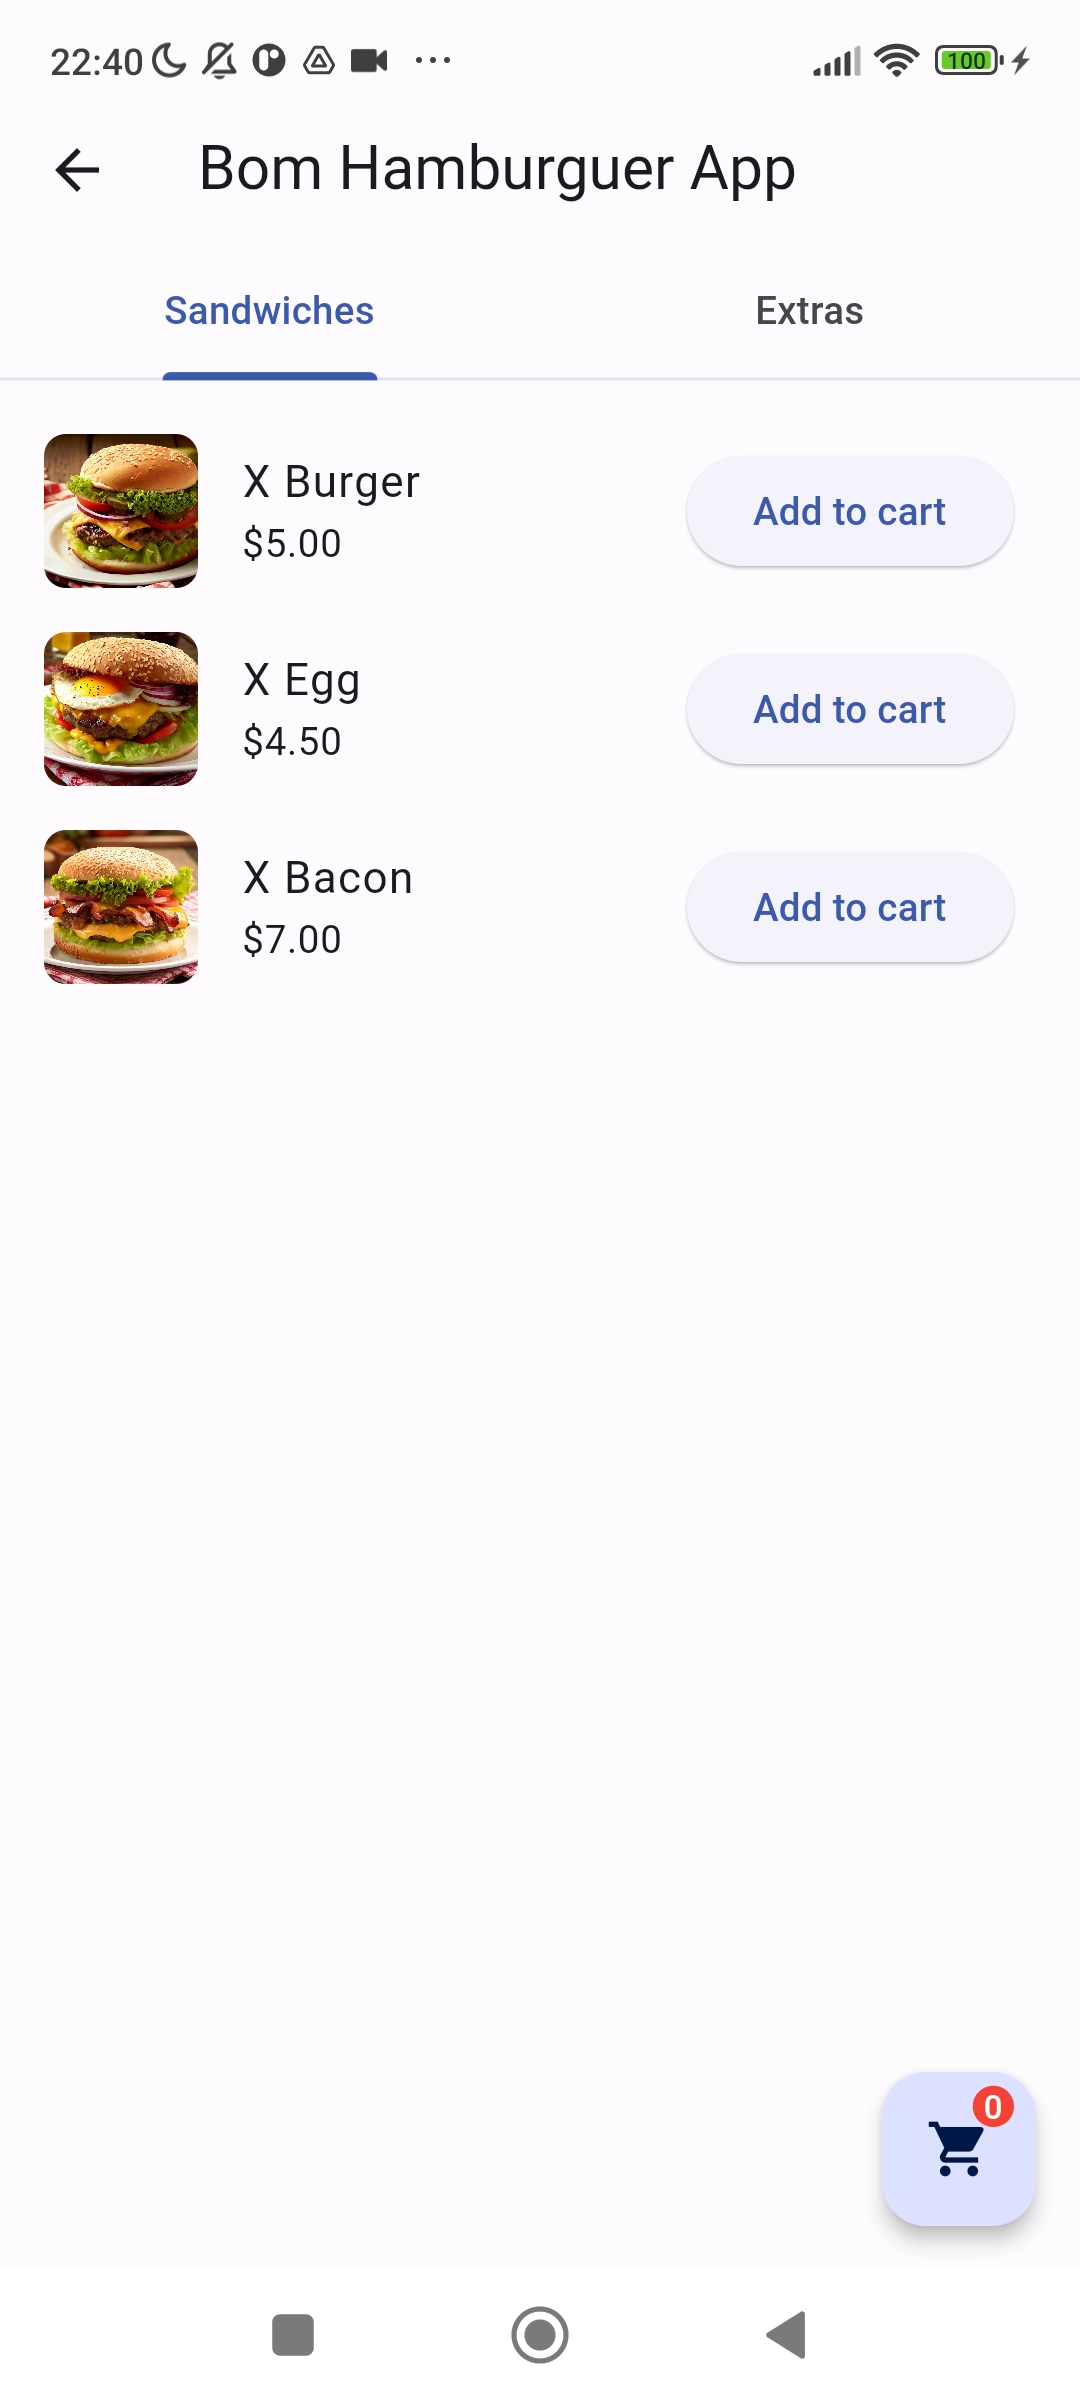 22:40
100
Bom Hamburguer App
Sandwiches
Extras
X Burger
$5.00
Add to cart
X Egg
$4.50
Add to cart
X Bacon
$7.00
Add to cart
0